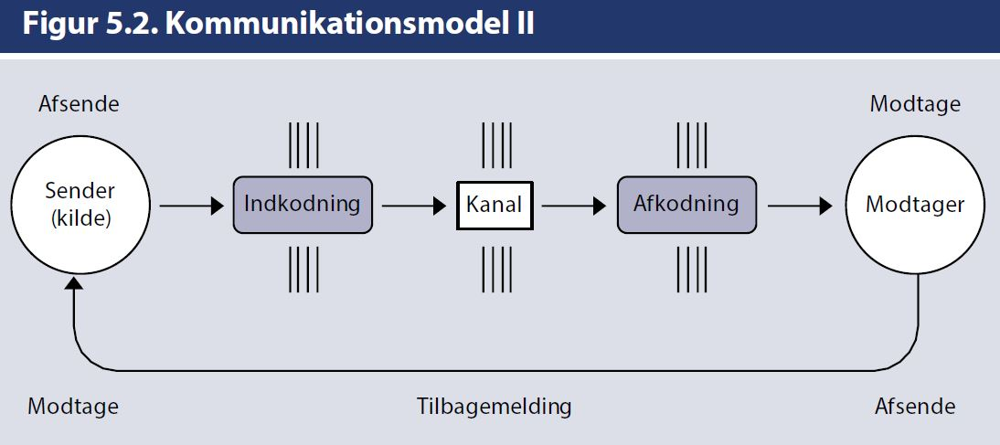 Figur 5.2. Kommunikationsmodel II
Afsende
Modtage
Sender
(kilde)
Indkodning
Kanal
Afkodning
Modtager
Modtage
Tilbagemelding
Afsende